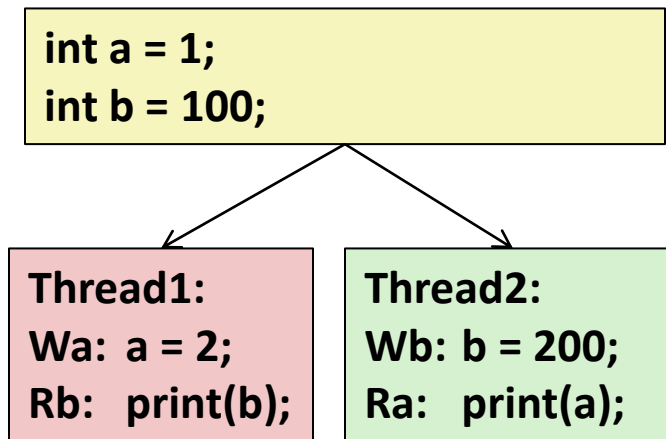 int a = 1;
int b = 100;
Thread1:
Wa: a = 2;
Rb: print(b);
Thread2:
Wb: b = 200;
Ra: print(a);